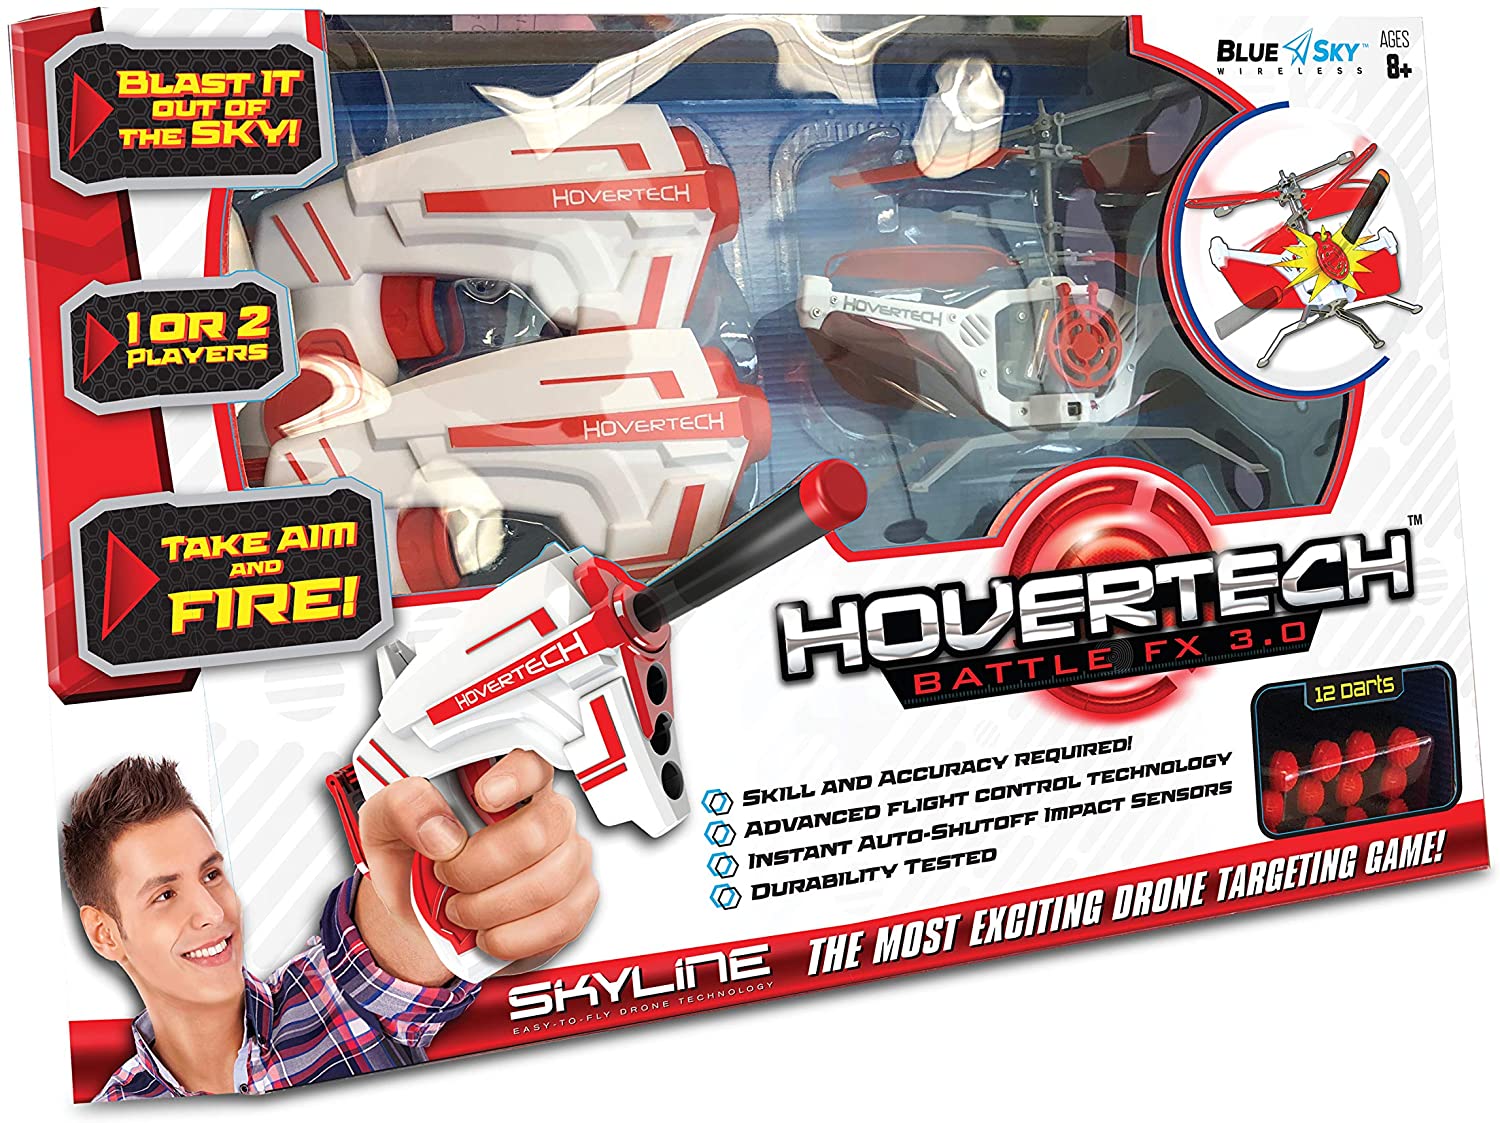 BLAST IT
OUT OF
THE SKY!
1 OR 2
PLAYERS
TAKE AIM
AND
FIRE!
BLUE SKY™
WIRELESS
AGES
8+
HOVERTECH
HOVERTECH
HOVERTECH
HOVERTECH
HOVERTECH™
BATTLE FX 3.0
12 DARTS
SKILL AND ACCURACY REQUIRED!
ADVANCED FLIGHT CONTROL TECHNOLOGY
INSTANT AUTO-SHUTOFF IMPACT SENSORS
DURABILITY TESTED
SKYLINE
EASY-TO-FLY DRONE TECHNOLOGY
THE MOST EXCITING DRONE TARGETING GAME!